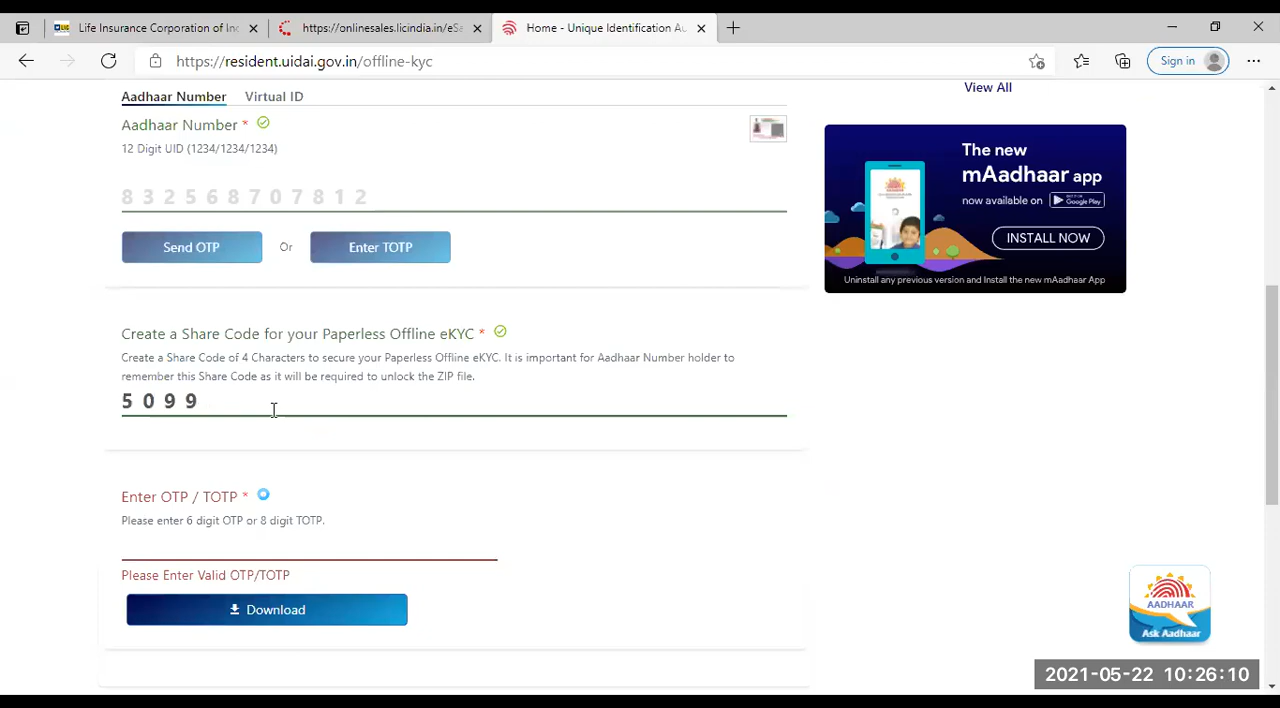 Life Insurance Corporation of Inc
https://onlinesales.licindia.in/eSa
Home - Unique Identification Au
https://resident.uidai.gov.in/offline-kyc
Sign in
Aadhaar Number Virtual ID
View All
Aadhaar Number *
12 Digit UID (1234/1234/1234)
8 3 2 5 6 8 7 0 7 8 1 2
Send OTP Or Enter TOTP
The new
mAadhaar app
now available on Google Play
INSTALL NOW
Uninstall any previous version and Install the new mAadhaar App
Create a Share Code for your Paperless Offline eKYC *
Create a Share Code of 4 Characters to secure your Paperless Offline eKYC. It is important for Aadhaar Number holder to
remember this Share Code as it will be required to unlock the ZIP file.
5 0 9 9
Enter OTP / TOTP *
Please enter 6 digit OTP or 8 digit TOTP.
Please Enter Valid OTP/TOTP
Download
AADHAAR
Ask Aadhaar
2021-05-22 10:26:10